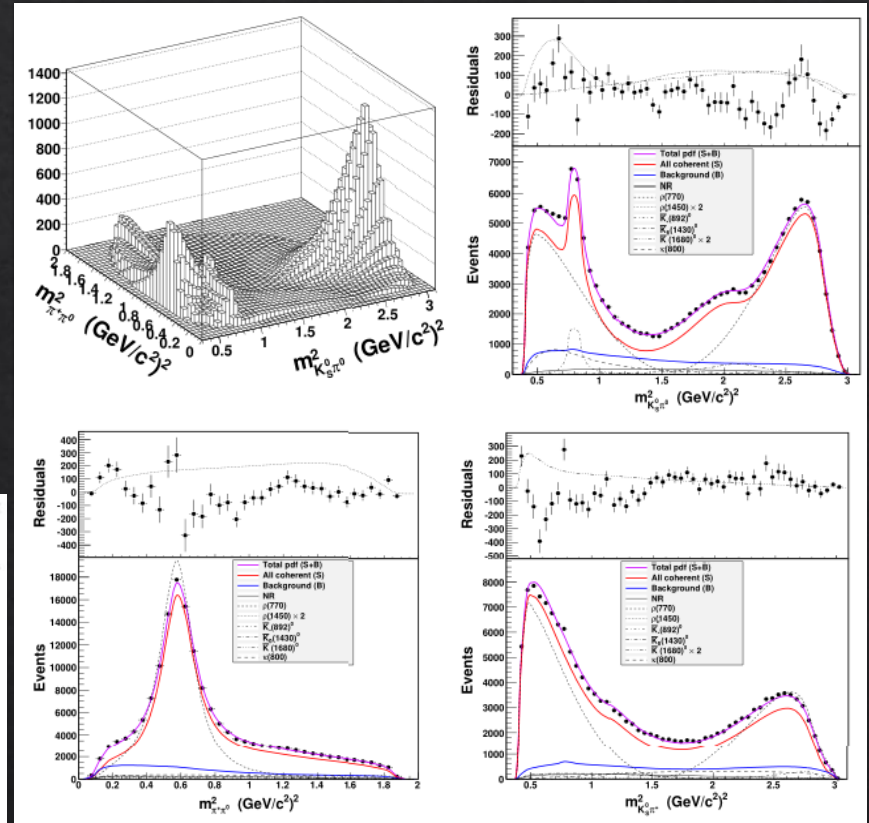 1400
1200
1000
800
600
400
200
0
2
1.8
1.6
1.4
1.2
1
0.8
0.6
0.4
0.2
0
m²π⁺π⁰ (GeV/c²)²
0.5 1 1.5 2 2.5 3
m²K⁰Sπ⁰ (GeV/c²)²
Residuals
300
200
100
0
-100
-200
Events
7000
6000
5000
4000
3000
2000
1000
0
Total pdf (S+B)
All coherent (S)
Background (B)
NR
ρ(770)
ρ(1450) × 2
K̅*(892)⁰
K̅₀(1430)⁰
K̅ (1680)⁰ × 2
κ(800)
0.5 1 1.5 2 2.5 3
m²K⁰Sπ⁰ (GeV/c²)²
Residuals
400
300
200
100
0
-100
-200
-300
-400
Events
18000
16000
14000
12000
10000
8000
6000
4000
2000
0
Total pdf (S+B)
All coherent (S)
Background (B)
NR
ρ(770)
ρ(1450) × 2
K̅*(892)⁰
K̅₀(1430)⁰
K̅ (1680)⁰
κ(800)
0 0.2 0.4 0.6 0.8 1 1.2 1.4 1.6 1.8 2
m²π⁺π⁰ (GeV/c²)²
Residuals
400
300
200
100
0
-100
-200
-300
-400
-500
Events
8000
7000
6000
5000
4000
3000
2000
1000
0
Total pdf (S+B)
All coherent (S)
Background (B)
NR
ρ(770)
ρ(1450)
K̅*(892)⁰
K̅₀(1430)⁰
K̅ (1680)⁰ × 2
κ(800)
0.5 1 1.5 2 2.5 3
m²K⁰Sπ⁺ (GeV/c²)²